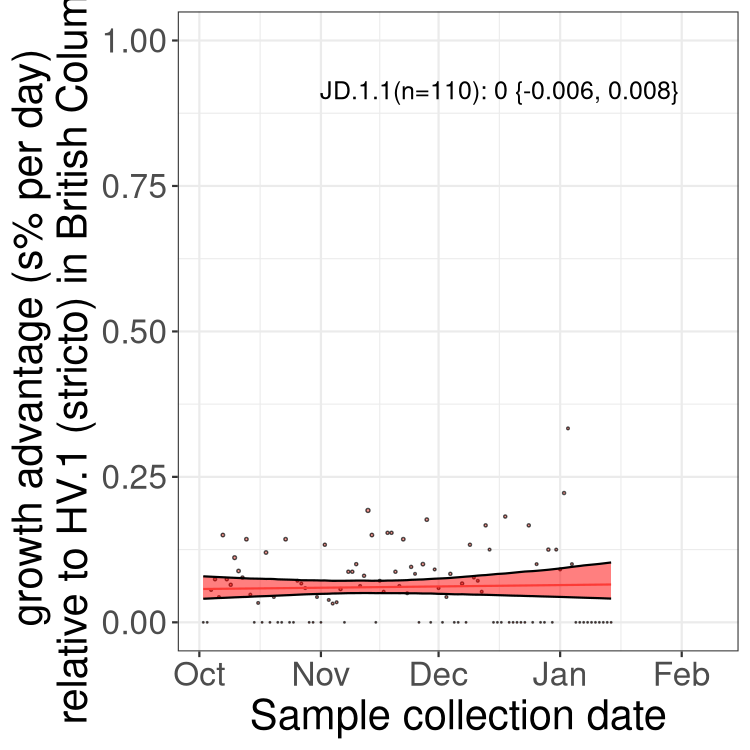 growth advantage (s% per day)
relative to HV.1 (stricto) in British Colum
1.00
0.75
0.50
0.25
0.00
JD.1.1(n=110): 0 {-0.006, 0.008}
Oct Nov Dec Jan Feb
Sample collection date